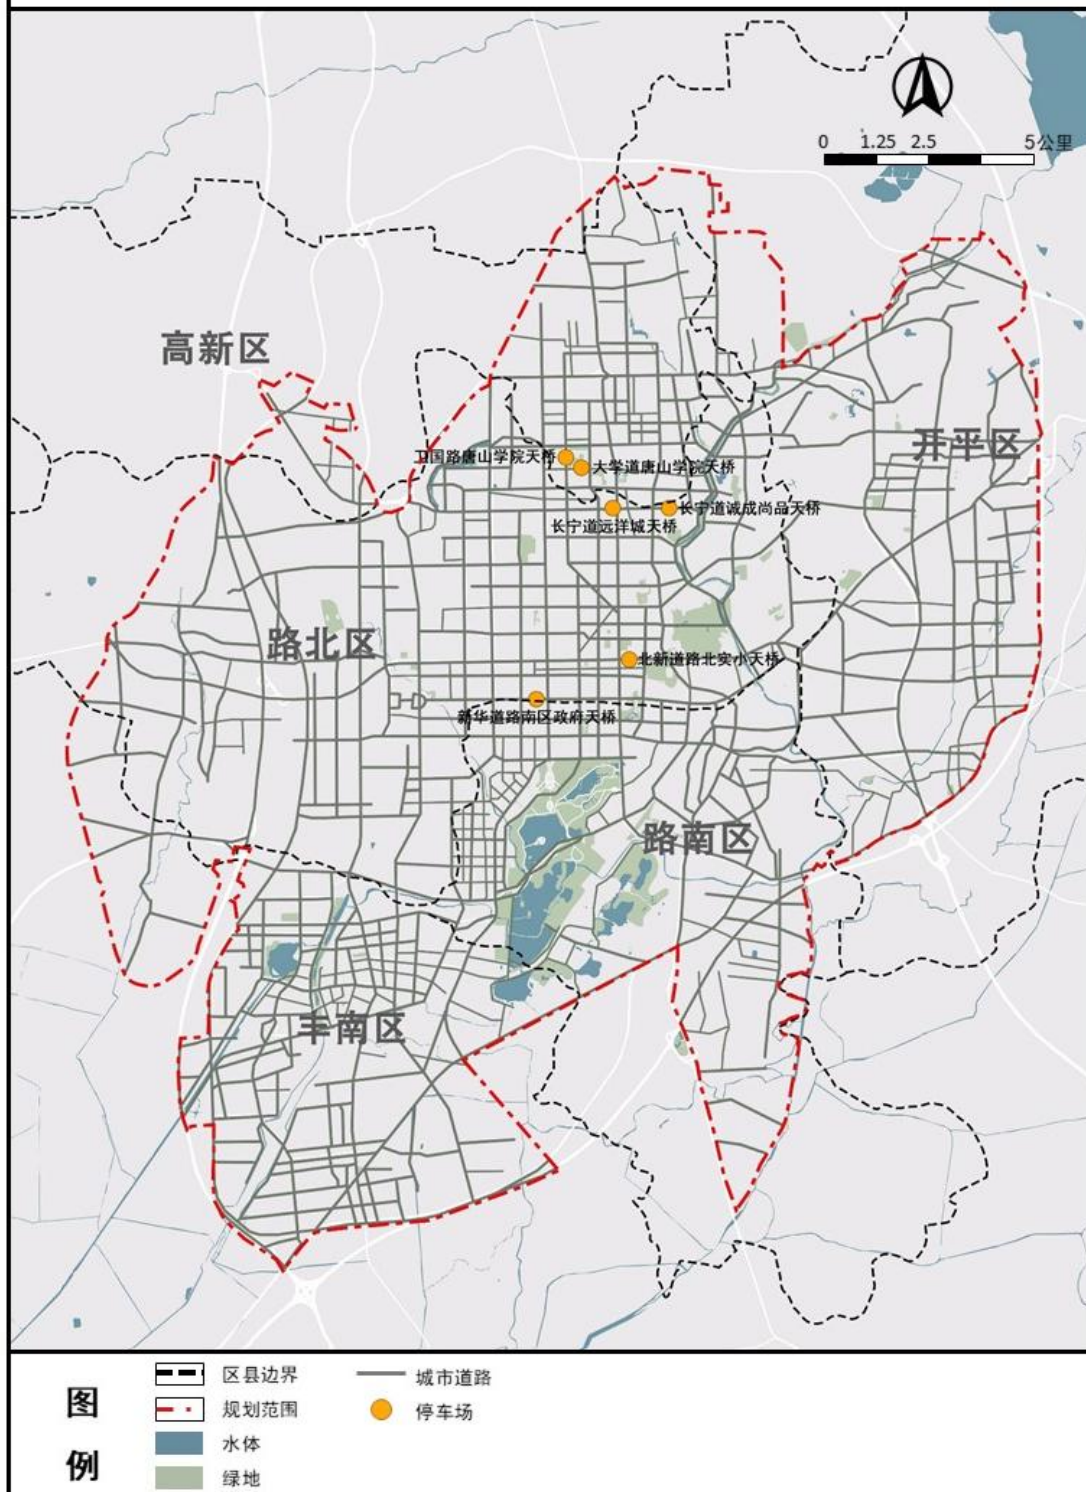 0 1.25 2.5 5公里
高新区
开平区
卫国路唐山学院天桥
大学道唐山学院天桥
长宁道诚成尚品天桥
长宁道远洋城天桥
路北区
北新道路北实小天桥
新华道路南区政府天桥
路南区
丰南区
图例
区县边界
城市道路
规划范围
停车场
水体
绿地